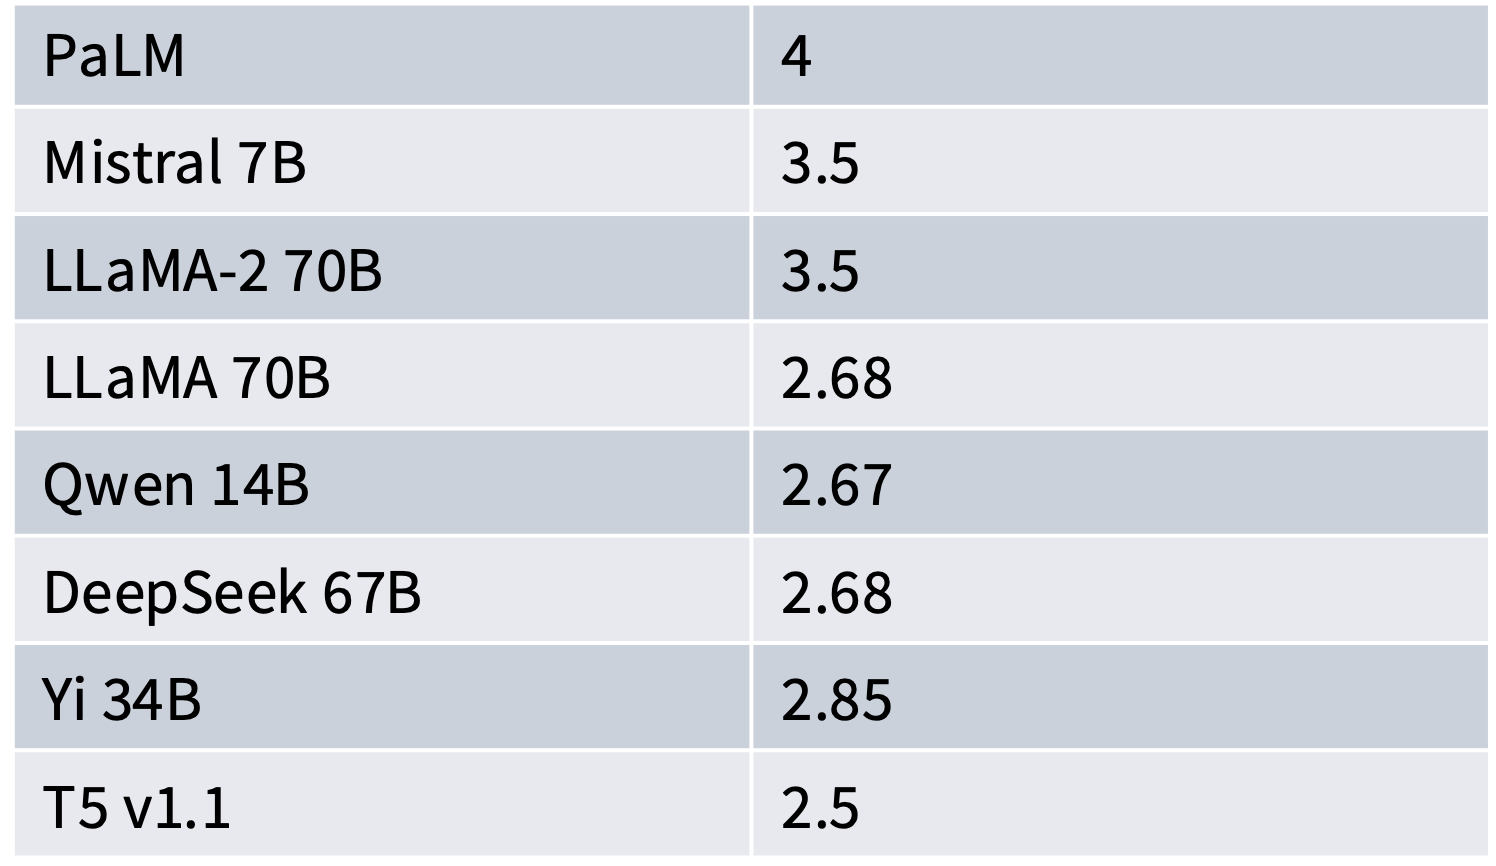 PaLM 4
Mistral 7B 3.5
LLaMA-2 70B 3.5
LLaMA 70B 2.68
Qwen 14B 2.67
DeepSeek 67B 2.68
Yi 34B 2.85
T5 v1.1 2.5